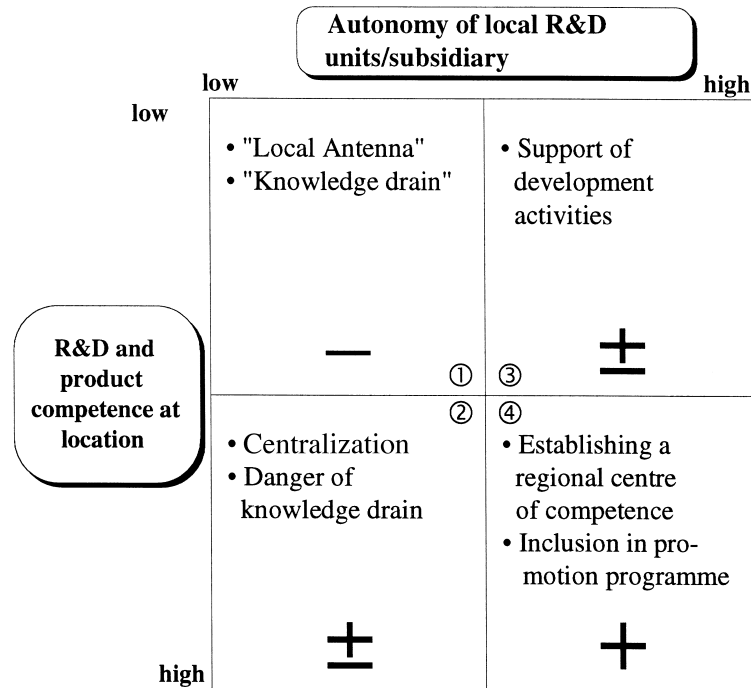 Autonomy of local R&D
units/subsidiary
low
high
low
• "Local Antenna"
• "Knowledge drain"
–
①
• Support of
development
activities
±
③
R&D and
product
competence at
location
②
• Centralization
• Danger of
knowledge drain
±
④
• Establishing a
regional centre
of competence
• Inclusion in pro-
motion programme
+
high